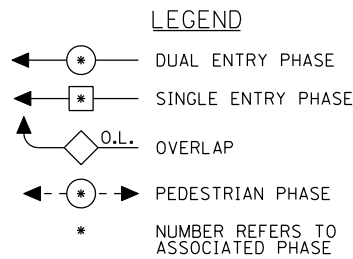 LEGEND
* DUAL ENTRY PHASE
* SINGLE ENTRY PHASE
O.L. OVERLAP
* PEDESTRIAN PHASE
* NUMBER REFERS TO
ASSOCIATED PHASE